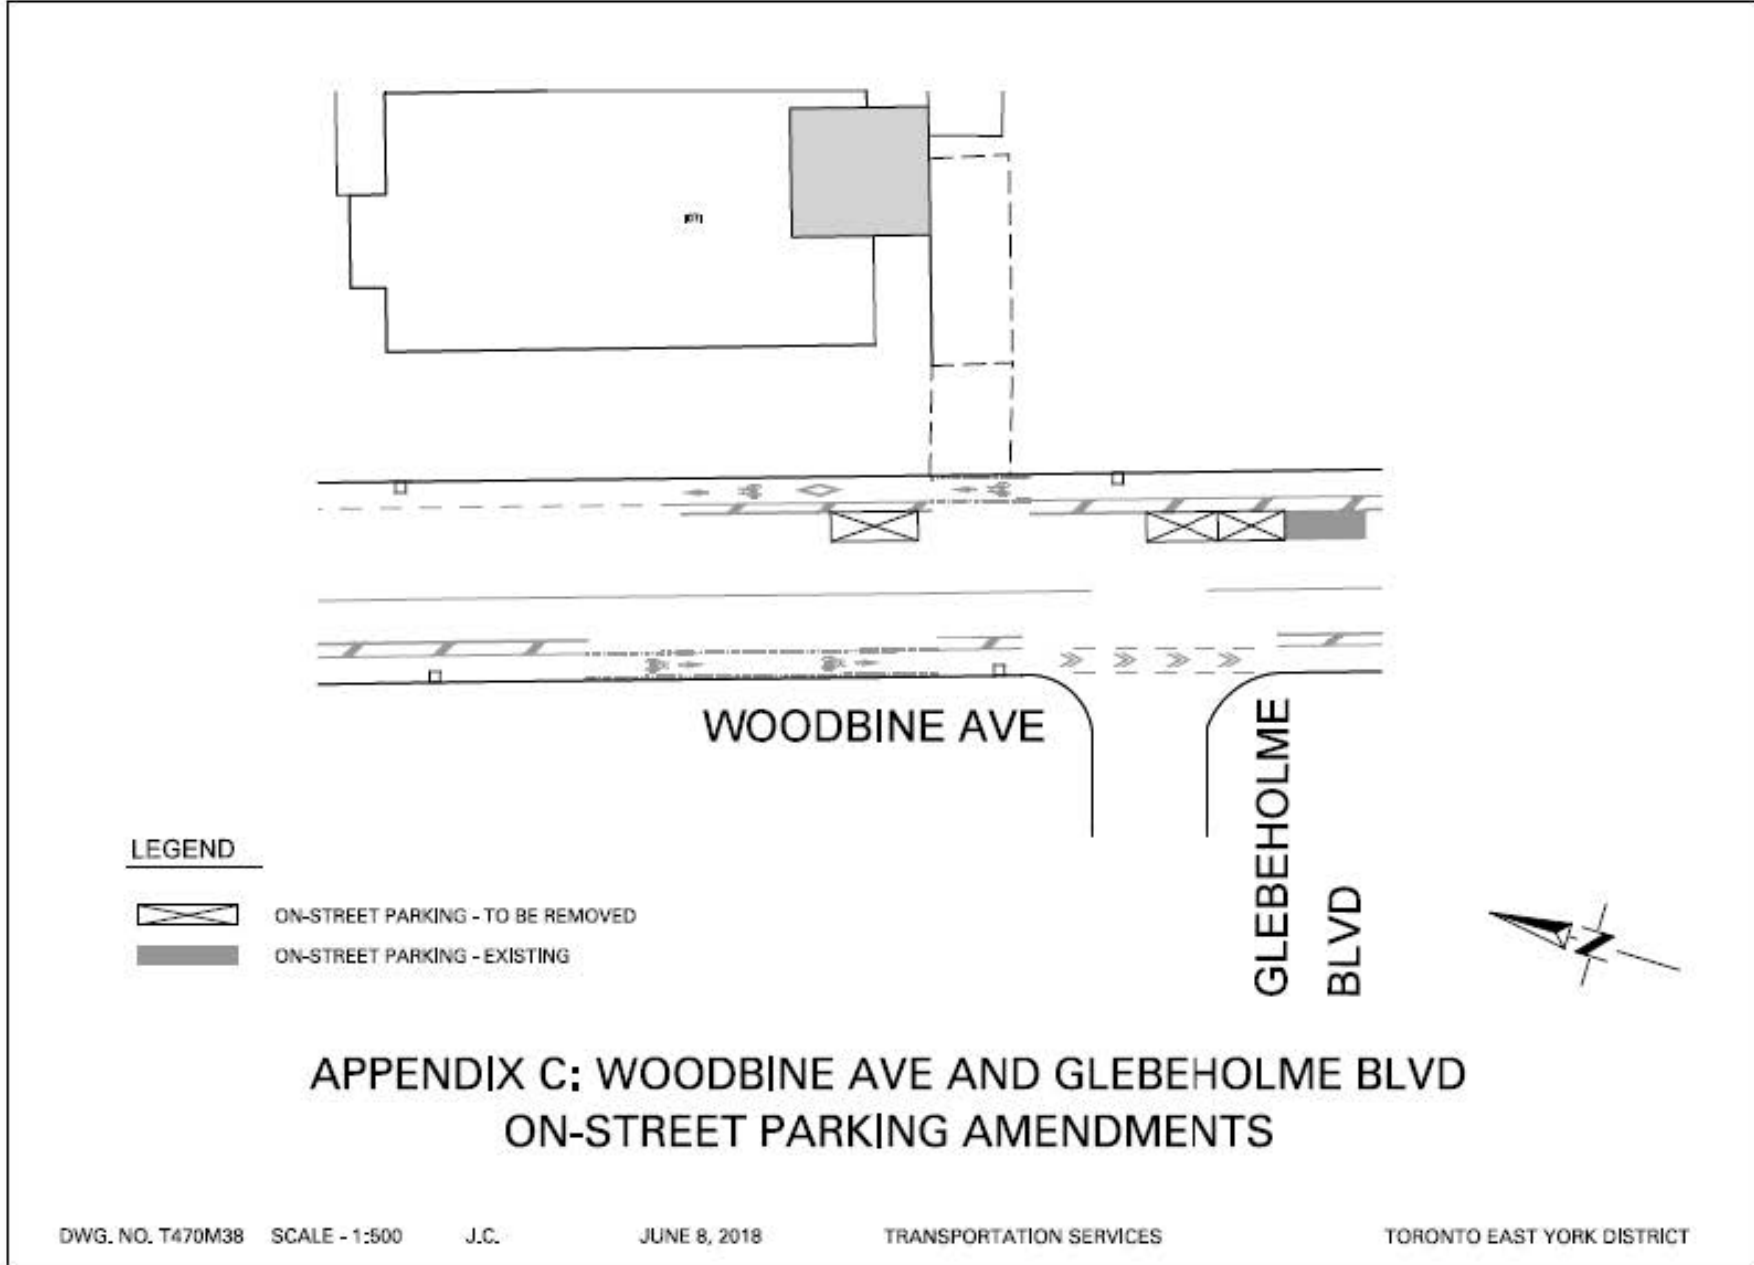 WOODBINE AVE
GLEBEHOLME
BLVD
LEGEND
ON-STREET PARKING - TO BE REMOVED
ON-STREET PARKING - EXISTING
N
APPENDIX C: WOODBINE AVE AND GLEBEHOLME BLVD
ON-STREET PARKING AMENDMENTS
DWG. NO. T470M38 SCALE - 1:500 J.C. JUNE 8, 2018 TRANSPORTATION SERVICES TORONTO EAST YORK DISTRICT